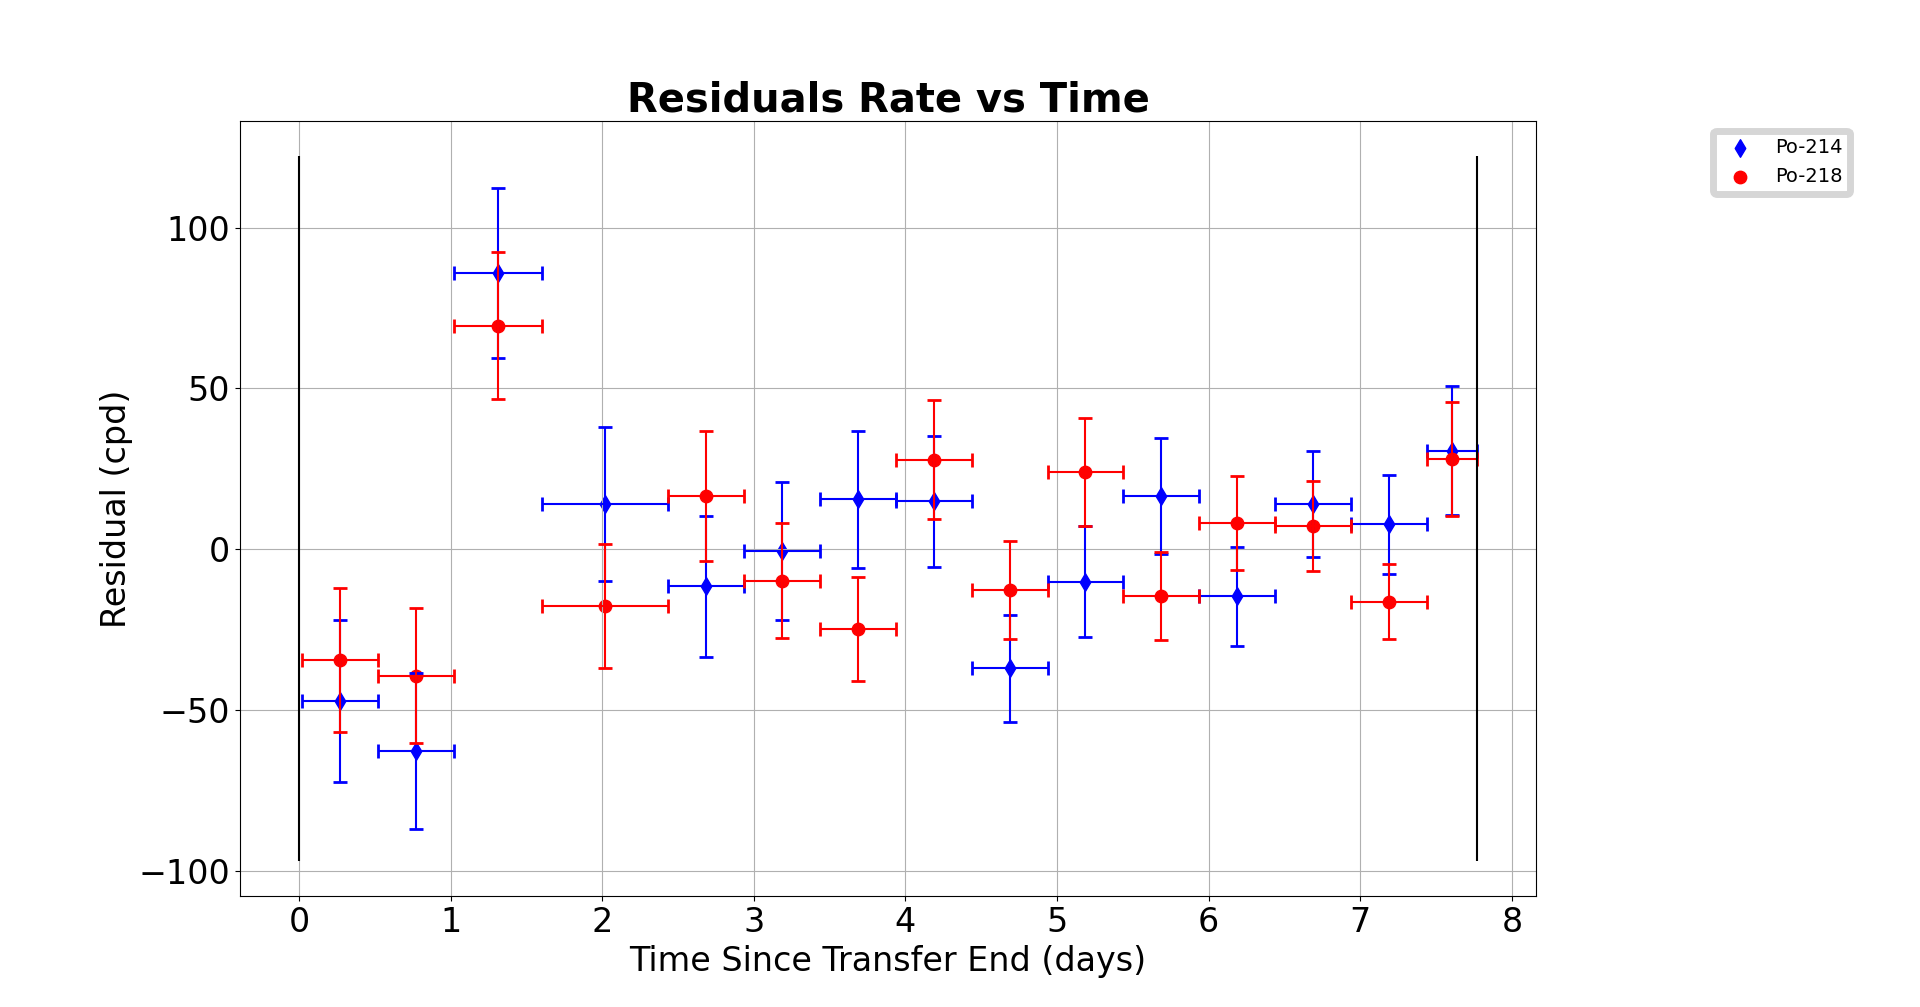 Residuals Rate vs Time
Po-214
Po-218
100
50
0
−50
−100
Residual (cpd)
0 1 2 3 4 5 6 7 8
Time Since Transfer End (days)